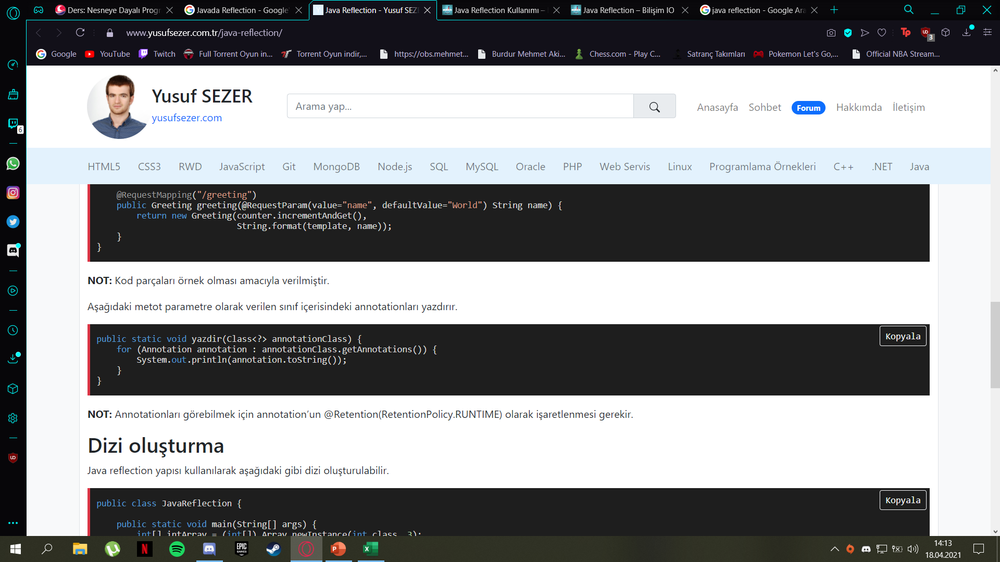 Ders: Nesneye Dayalı Progr
Javada Reflection - Google'
Java Reflection - Yusuf SEZ
Java Reflection Kullanımı –
Java Reflection – Bilişim IO
java reflection - Google Ara
www.yusufsezer.com.tr/java-reflection/
3
Google
YouTube
Twitch
Full Torrent Oyun in...
Torrent Oyun indir,...
https://obs.mehmet...
Burdur Mehmet Aki...
Chess.com - Play C...
Satranç Takımları
Pokemon Let's Go,...
Official NBA Stream...
6
Yusuf SEZER
yusufsezer.com
Arama yap...
Anasayfa
Sohbet
Forum
Hakkımda
İletişim
HTML5
CSS3
RWD
JavaScript
Git
MongoDB
Node.js
SQL
MySQL
Oracle
PHP
Web Servis
Linux
Programlama Örnekleri
C++
.NET
Java
@RequestMapping("/greeting")
public Greeting greeting(@RequestParam(value="name", defaultValue="World") String name) {
return new Greeting(counter.incrementAndGet(),
String.format(template, name));
}
}
NOT: Kod parçaları örnek olması amacıyla verilmiştir.
Aşağıdaki metot parametre olarak verilen sınıf içerisindeki annotationları yazdırır.
Kopyala
public static void yazdir(Class<?> annotationClass) {
for (Annotation annotation : annotationClass.getAnnotations()) {
System.out.println(annotation.toString());
}
}
NOT: Annotationları görebilmek için annotation’un @Retention(RetentionPolicy.RUNTIME) olarak işaretlenmesi gerekir.
Dizi oluşturma
Java reflection yapısı kullanılarak aşağıdaki gibi dizi oluşturulabilir.
Kopyala
public class JavaReflection {
public static void main(String[] args) {
int[] intArray = (int[]) Array.newInstance(int.class, 3);
EPIC
GAMES
14:13
18.04.2021